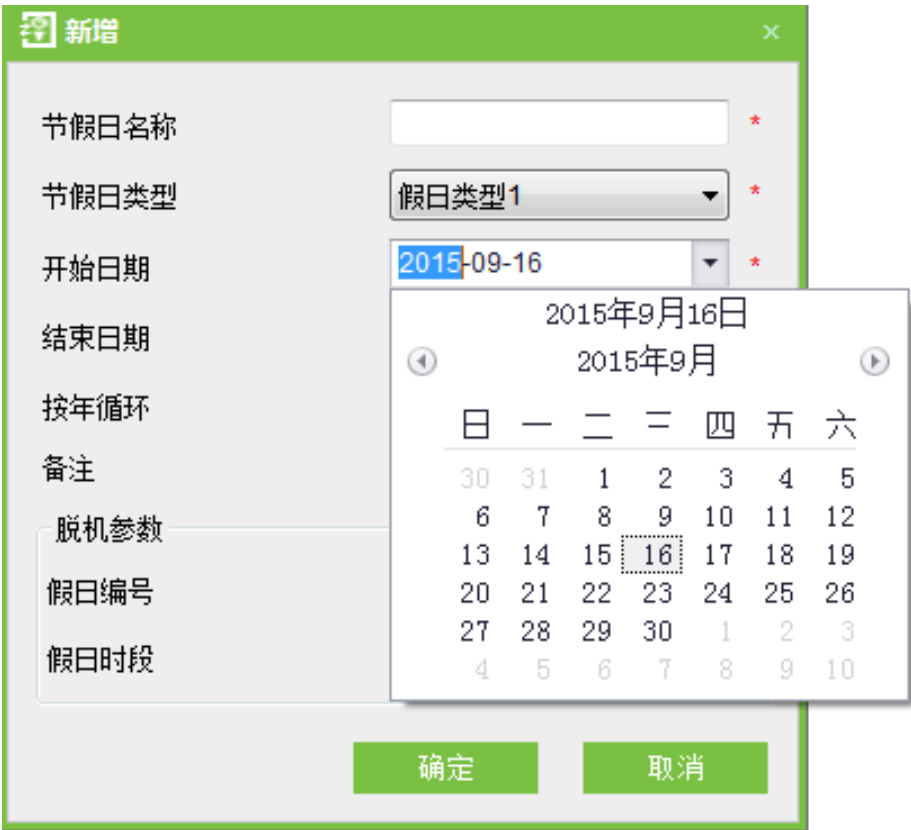 新增
节假日名称 *
节假日类型 假日类型1 *
开始日期 2015-09-16 *
结束日期
按年循环
备注
脱机参数
假日编号
假日时段
2015年9月16日
2015年9月
日 一 二 三 四 五 六
30 31 1 2 3 4 5
6 7 8 9 10 11 12
13 14 15 16 17 18 19
20 21 22 23 24 25 26
27 28 29 30 1 2 3
4 5 6 7 8 9 10
确定 取消